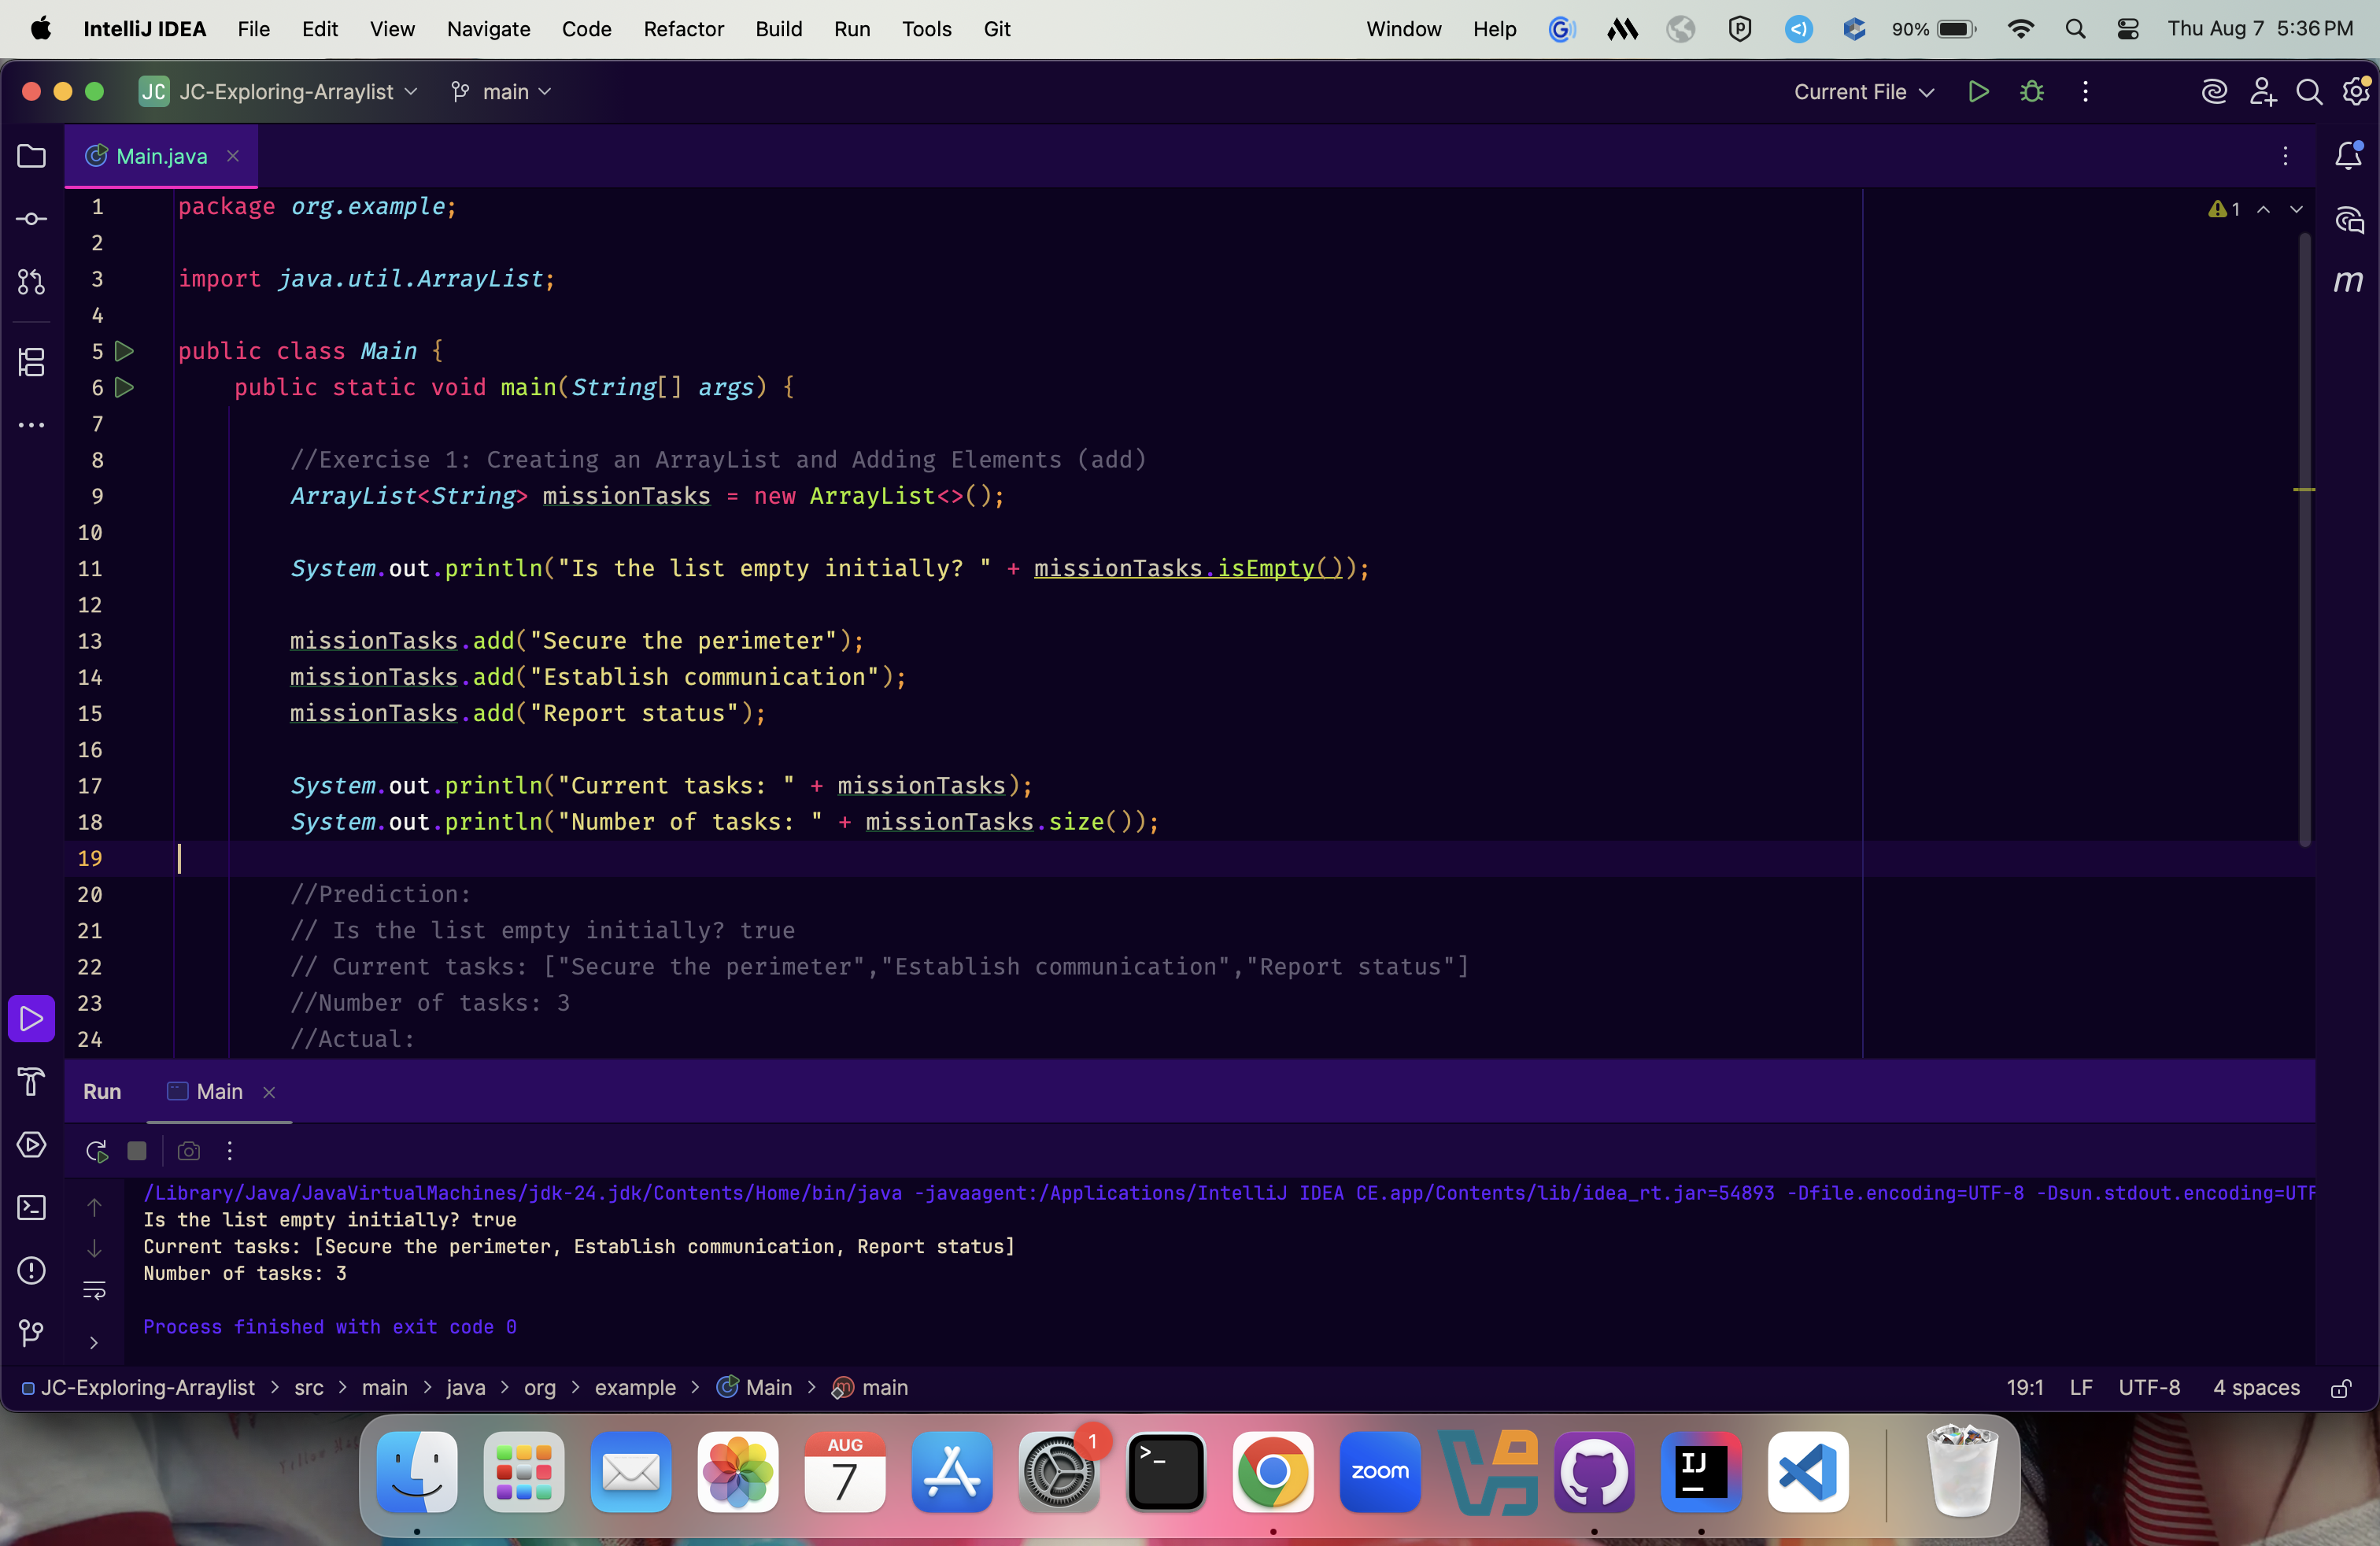 IntelliJ IDEA File Edit View Navigate Code Refactor Build Run Tools Git Window Help 90% Thu Aug 7 5:36 PM
JC JC-Exploring-Arraylist main Current File
Main.java
1 package org.example;
2
3 import java.util.ArrayList;
4
5 public class Main {
6 public static void main(String[] args) {
7
8 //Exercise 1: Creating an ArrayList and Adding Elements (add)
9 ArrayList<String> missionTasks = new ArrayList<>();
10
11 System.out.println("Is the list empty initially? " + missionTasks.isEmpty());
12
13 missionTasks.add("Secure the perimeter");
14 missionTasks.add("Establish communication");
15 missionTasks.add("Report status");
16
17 System.out.println("Current tasks: " + missionTasks);
18 System.out.println("Number of tasks: " + missionTasks.size());
19
20 //Prediction:
21 // Is the list empty initially? true
22 // Current tasks: ["Secure the perimeter","Establish communication","Report status"]
23 //Number of tasks: 3
24 //Actual:
1
m
Run Main
/Library/Java/JavaVirtualMachines/jdk-24.jdk/Contents/Home/bin/java -javaagent:/Applications/IntelliJ IDEA CE.app/Contents/lib/idea_rt.jar=54893 -Dfile.encoding=UTF-8 -Dsun.stdout.encoding=UTF
Is the list empty initially? true
Current tasks: [Secure the perimeter, Establish communication, Report status]
Number of tasks: 3
Process finished with exit code 0
JC-Exploring-Arraylist > src > main > java > org > example > Main > main 19:1 LF UTF-8 4 spaces
AUG
7
1
zoom
IJ